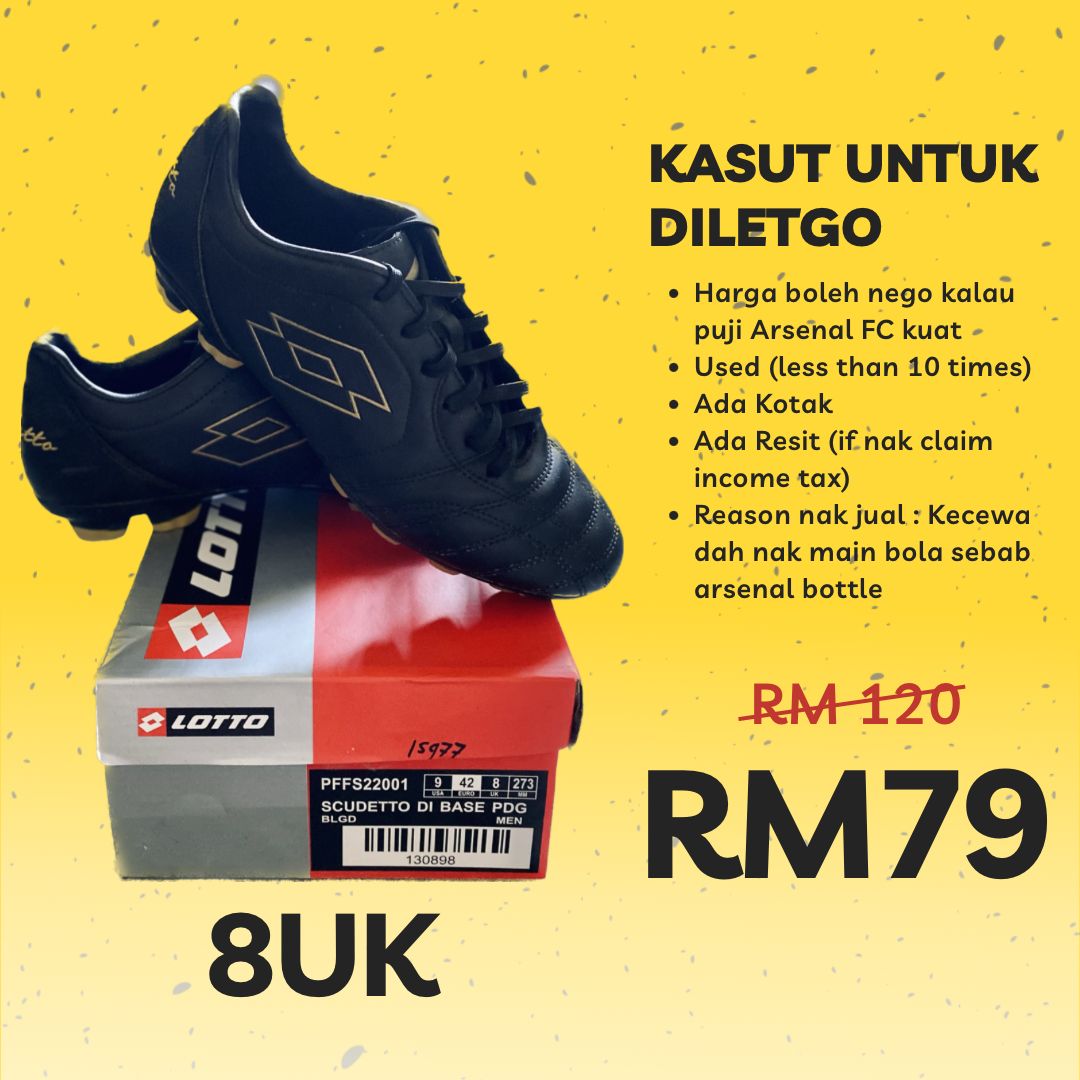 KASUT UNTUK
DILETGO
• Harga boleh nego kalau
puji Arsenal FC kuat
• Used (less than 10 times)
• Ada Kotak
• Ada Resit (if nak claim
income tax)
• Reason nak jual : Kecewa
dah nak main bola sebab
arsenal bottle
RM 120
RM79
LOTTO
LOTTO
15977
PFFS22001 9 42 8 273
USA EURO UK MM
SCUDETTO DI BASE PDG
BLGD MEN
130898
8UK